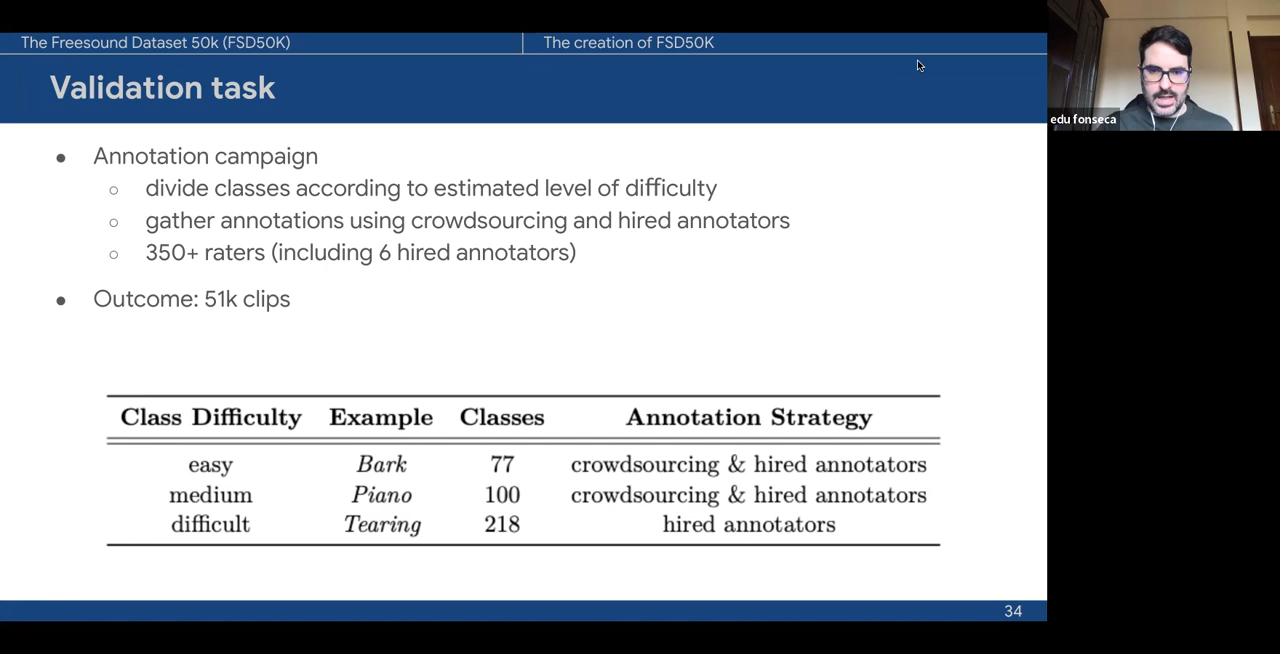 The Freesound Dataset 50k (FSD50K) The creation of FSD50K
Validation task
edu fonseca
● Annotation campaign
○ divide classes according to estimated level of difficulty
○ gather annotations using crowdsourcing and hired annotators
○ 350+ raters (including 6 hired annotators)
● Outcome: 51k clips
Class Difficulty Example Classes Annotation Strategy
easy Bark 77 crowdsourcing & hired annotators
medium Piano 100 crowdsourcing & hired annotators
difficult Tearing 218 hired annotators
34